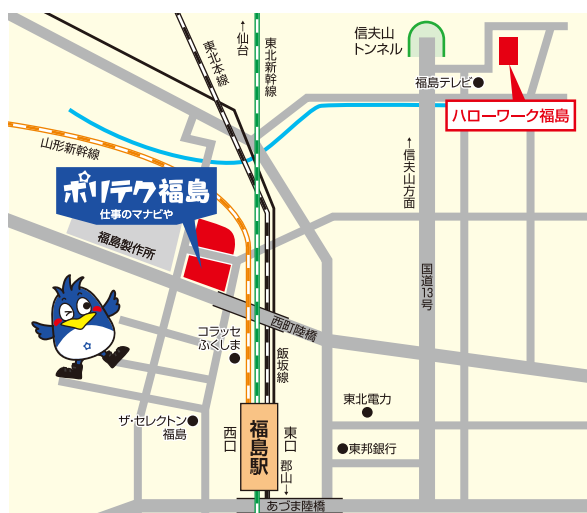 ↑仙台
東北本線
東北新幹線
信夫山
トンネル
福島テレビ
ハローワーク福島
山形新幹線
↑信夫山方面
ポリテク福島
仕事のマナビや
福島製作所
国道13号
西町陸橋
コラッセ
ふくしま
飯坂線
東北電力
ザ・セレクトン
福島
西口
福島駅
東口
東邦銀行
郡山↓
あづま陸橋